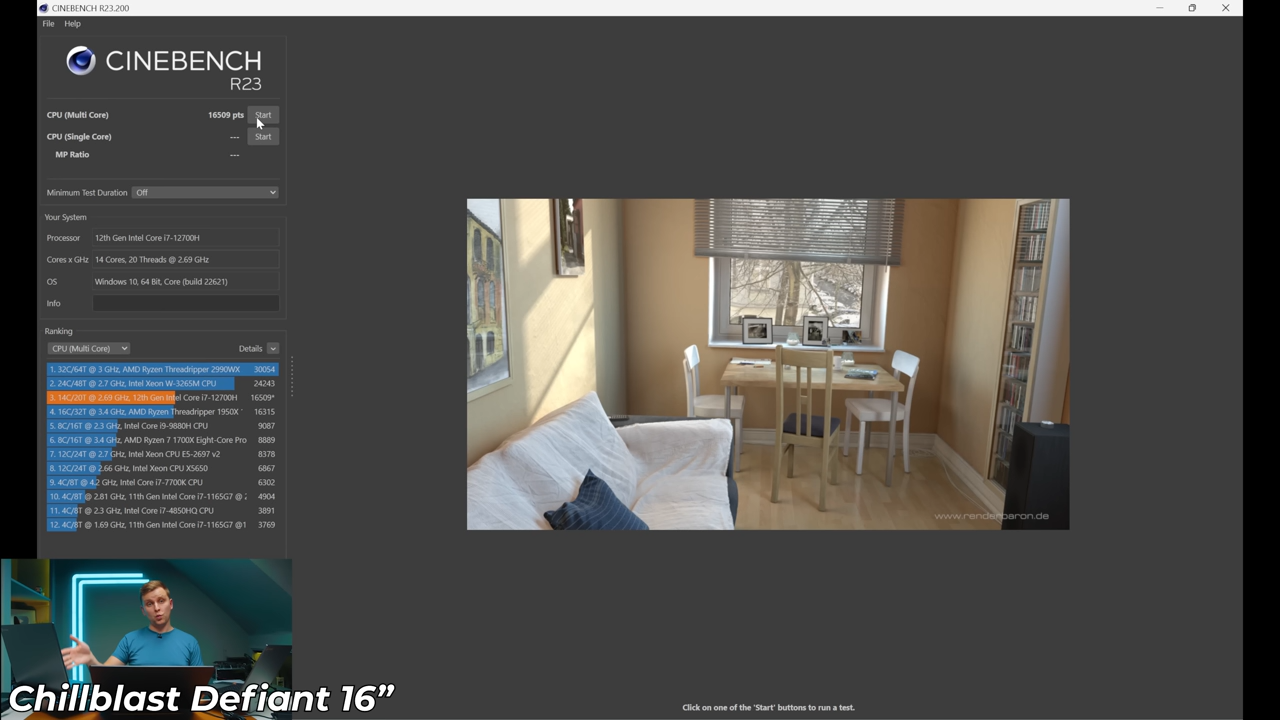 CINEBENCH R23.200
File Help
CINEBENCH
R23
CPU (Multi Core) 16509 pts Start
CPU (Single Core) --- Start
MP Ratio ---
Minimum Test Duration Off
Your System
Processor 12th Gen Intel Core i7-12700H
Cores x GHz 14 Cores, 20 Threads @ 2.69 GHz
OS Windows 10, 64 Bit, Core (build 22621)
Info
Ranking
CPU (Multi Core) Details
1. 32C/64T @ 3 GHz, AMD Ryzen Threadripper 2990WX 30054
2. 24C/48T @ 2.7 GHz, Intel Xeon W-3265M CPU 24243
3. 14C/20T @ 2.69 GHz, 12th Gen Intel Core i7-12700H 16509*
4. 16C/32T @ 3.4 GHz, AMD Ryzen Threadripper 1950X 16315
5. 8C/16T @ 2.3 GHz, Intel Core i9-9880H CPU 9087
6. 8C/16T @ 3.4 GHz, AMD Ryzen 7 1700X Eight-Core Pro 8889
7. 12C/24T @ 2.7 GHz, Intel Xeon CPU E5-2697 v2 8378
8. 12C/24T @ 2.66 GHz, Intel Xeon CPU X5650 6867
9. 4C/8T @ 4.2 GHz, Intel Core i7-7700K CPU 6302
10. 4C/8T @ 2.81 GHz, 11th Gen Intel Core i7-1165G7 @ 4904
11. 4C/8T @ 2.3 GHz, Intel Core i7-4850HQ CPU 3891
12. 4C/8T @ 1.69 GHz, 11th Gen Intel Core i7-1165G7 @1 3769
www.renderbaron.de
Click on one of the 'Start' buttons to run a test.
Chillblast Defiant 16”